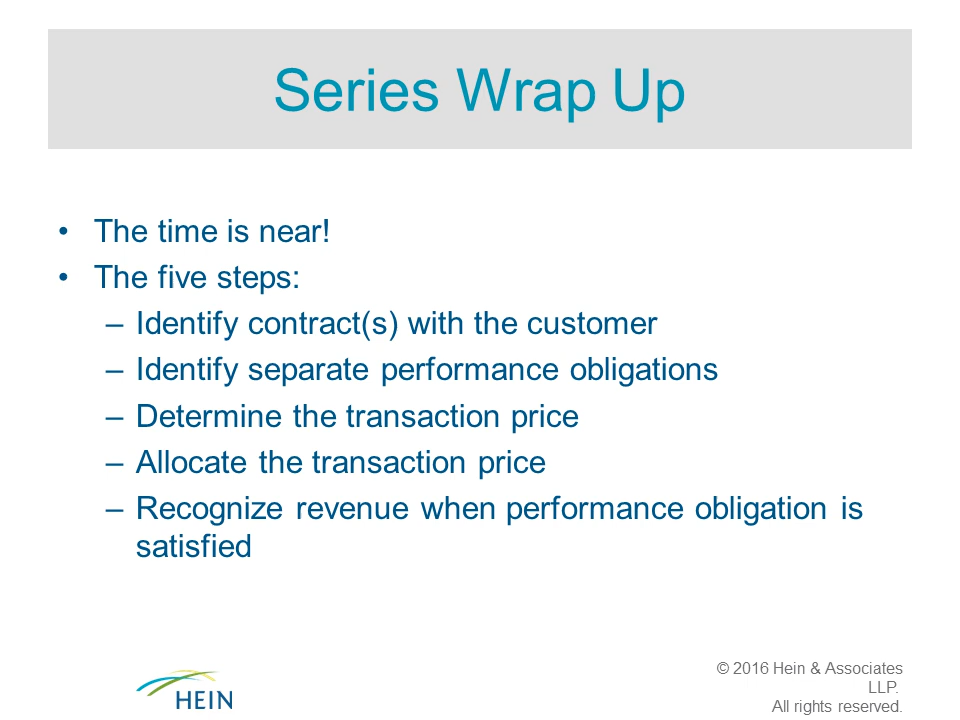 Series Wrap Up
• The time is near!
• The five steps:
– Identify contract(s) with the customer
– Identify separate performance obligations
– Determine the transaction price
– Allocate the transaction price
– Recognize revenue when performance obligation is
satisfied
HEIN
© 2016 Hein & Associates
LLP.
All rights reserved.